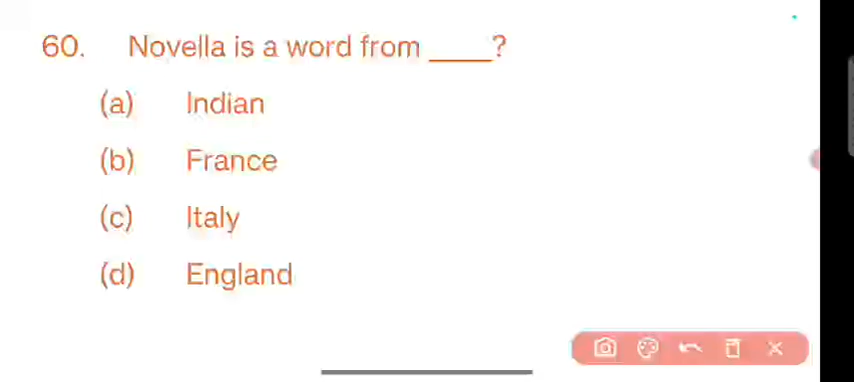 60. Novella is a word from ____?
(a) Indian
(b) France
(c) Italy
(d) England